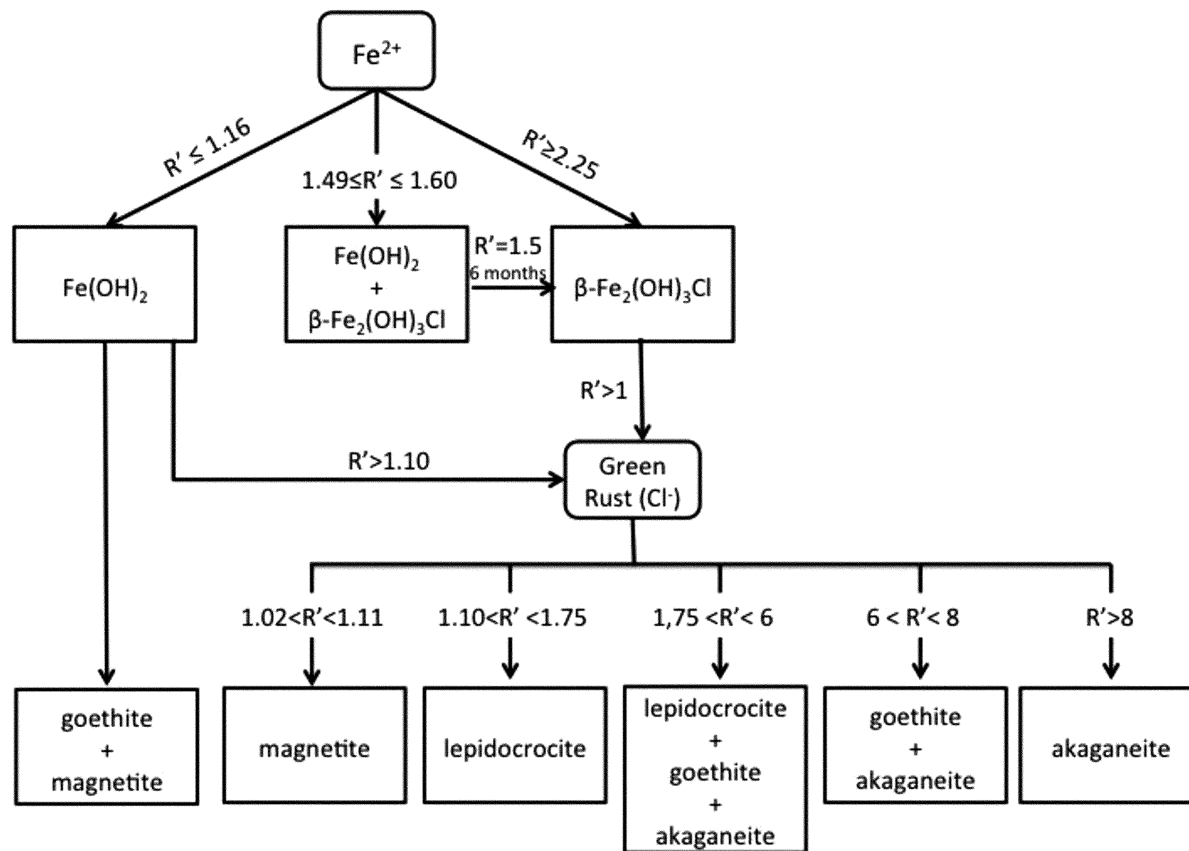 Fe²⁺
R' ≤ 1.16
1.49≤R' ≤ 1.60
R'≥2.25
Fe(OH)₂
Fe(OH)₂
+
β-Fe₂(OH)₃Cl
R'=1.5
6 months
β-Fe₂(OH)₃Cl
R'>1
R'>1.10
Green
Rust (Cl⁻)
1.02<R'<1.11
1.10<R' <1.75
1,75 <R'< 6
6 < R'< 8
R'>8
goethite
+
magnetite
magnetite
lepidocrocite
lepidocrocite
+
goethite
+
akaganeite
goethite
+
akaganeite
akaganeite